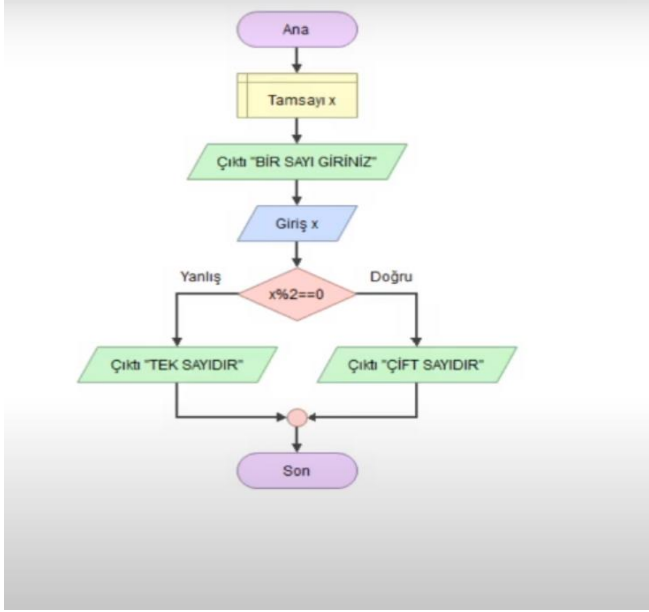 Ana
Tamsayı x
Çıktı "BİR SAYI GİRİNİZ"
Giriş x
Yanlış
Doğru
x%2==0
Çıktı "TEK SAYIDIR"
Çıktı "ÇİFT SAYIDIR"
Son